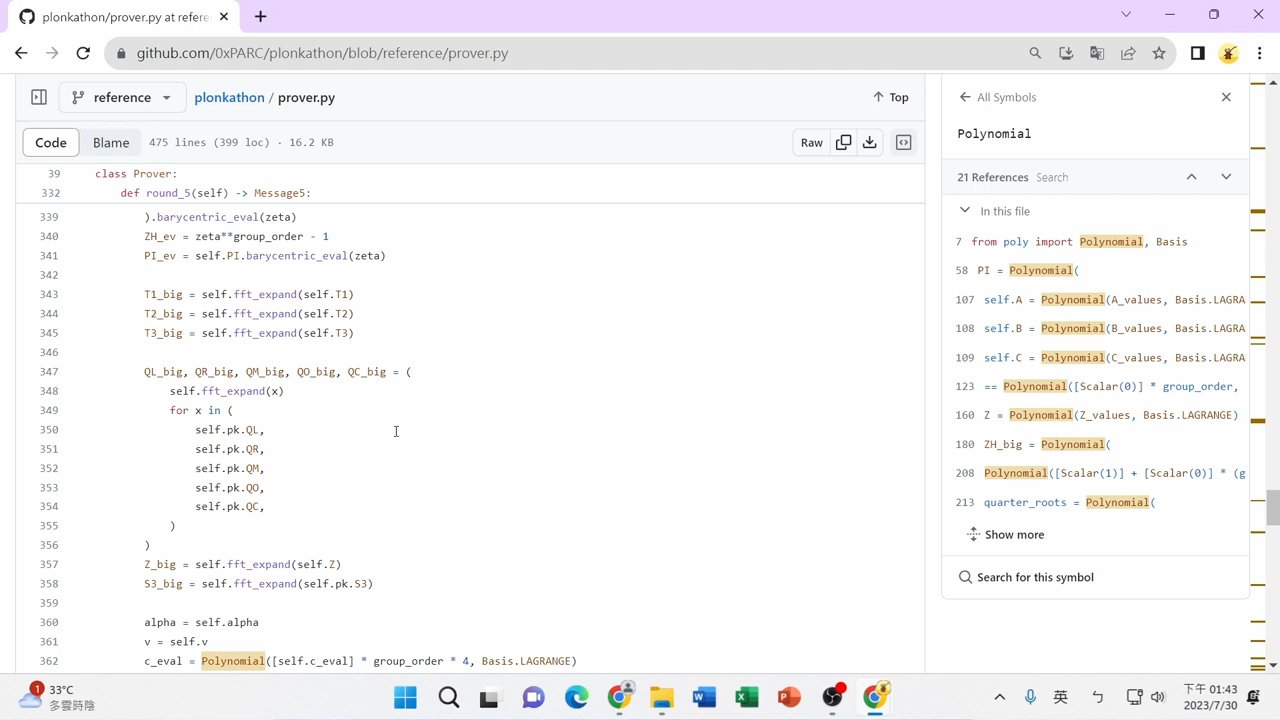 plonkathon/prover.py at refere
github.com/0xPARC/plonkathon/blob/reference/prover.py
reference
plonkathon / prover.py
Top
Code
Blame
475 lines (399 loc) · 16.2 KB
Raw
39 class Prover:
332 def round_5(self) -> Message5:
339 ).barycentric_eval(zeta)
340 ZH_ev = zeta**group_order - 1
341 PI_ev = self.PI.barycentric_eval(zeta)
342
343 T1_big = self.fft_expand(self.T1)
344 T2_big = self.fft_expand(self.T2)
345 T3_big = self.fft_expand(self.T3)
346
347 QL_big, QR_big, QM_big, QO_big, QC_big = (
348 self.fft_expand(x)
349 for x in (
350 self.pk.QL,
351 self.pk.QR,
352 self.pk.QM,
353 self.pk.QO,
354 self.pk.QC,
355 )
356 )
357 Z_big = self.fft_expand(self.Z)
358 S3_big = self.fft_expand(self.pk.S3)
359
360 alpha = self.alpha
361 v = self.v
362 c_eval = Polynomial([self.c_eval] * group_order * 4, Basis.LAGRANGE)
All Symbols
Polynomial
21 References Search
In this file
7 from poly import Polynomial, Basis
58 PI = Polynomial(
107 self.A = Polynomial(A_values, Basis.LAGRA
108 self.B = Polynomial(B_values, Basis.LAGRA
109 self.C = Polynomial(C_values, Basis.LAGRA
123 == Polynomial([Scalar(0)] * group_order,
160 Z = Polynomial(Z_values, Basis.LAGRANGE)
180 ZH_big = Polynomial(
208 Polynomial([Scalar(1)] + [Scalar(0)] * (g
213 quarter_roots = Polynomial(
Show more
Search for this symbol
1
33°C
多雲時陰
英
ㄅ
下午 01:43
2023/7/30